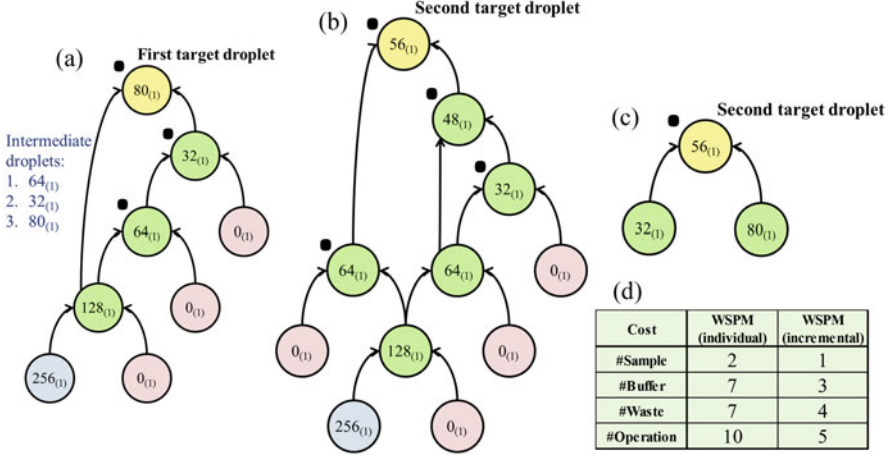 (a)
First target droplet
80(1)
Intermediate
droplets:
1. 64(1)
2. 32(1)
3. 80(1)
32(1)
64(1)
0(1)
128(1)
0(1)
256(1)
0(1)
(b)
Second target droplet
56(1)
48(1)
32(1)
64(1)
64(1)
0(1)
0(1)
128(1)
0(1)
256(1)
0(1)
(c)
Second target droplet
56(1)
32(1)
80(1)
(d)
Cost WSPM (individual) WSPM (incremental)
#Sample 2 1
#Buffer 7 3
#Waste 7 4
#Operation 10 5